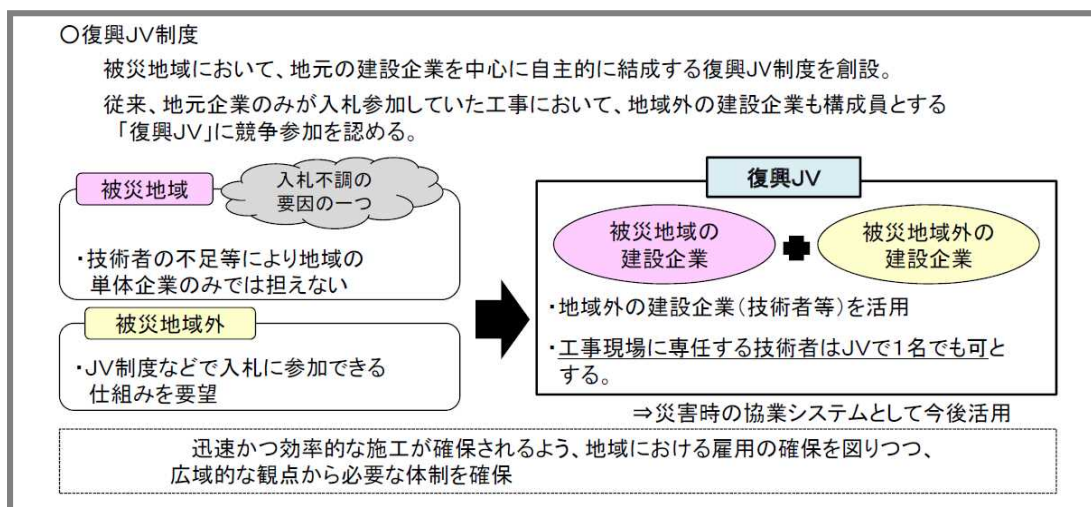 ○復興JV制度
被災地域において、地元の建設企業を中心に自主的に結成する復興JV制度を創設。
従来、地元企業のみが入札参加していた工事において、地域外の建設企業も構成員とする
「復興JV」に競争参加を認める。
被災地域
入札不調の
要因の一つ
・技術者の不足等により地域の
単体企業のみでは担えない
被災地域外
・JV制度などで入札に参加できる
仕組みを要望
復興JV
被災地域の
建設企業
被災地域外の
建設企業
・地域外の建設企業(技術者等)を活用
・工事現場に専任する技術者はJVで1名でも可と
する。
⇒災害時の協業システムとして今後活用
迅速かつ効率的な施工が確保されるよう、地域における雇用の確保を図りつつ、
広域的な観点から必要な体制を確保